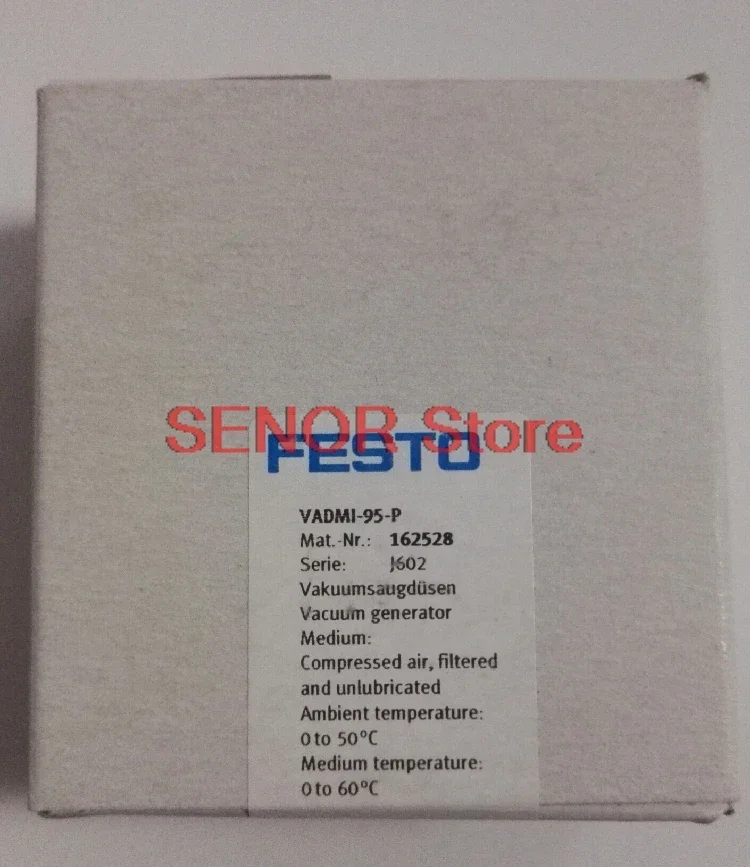 SENOR Store
FESTO
VADMI-95-P
Mat.-Nr.: 162528
Serie: J602
Vakuumsaugdüsen
Vacuum generator
Medium:
Compressed air, filtered
and unlubricated
Ambient temperature:
0 to 50°C
Medium temperature:
0 to 60°C